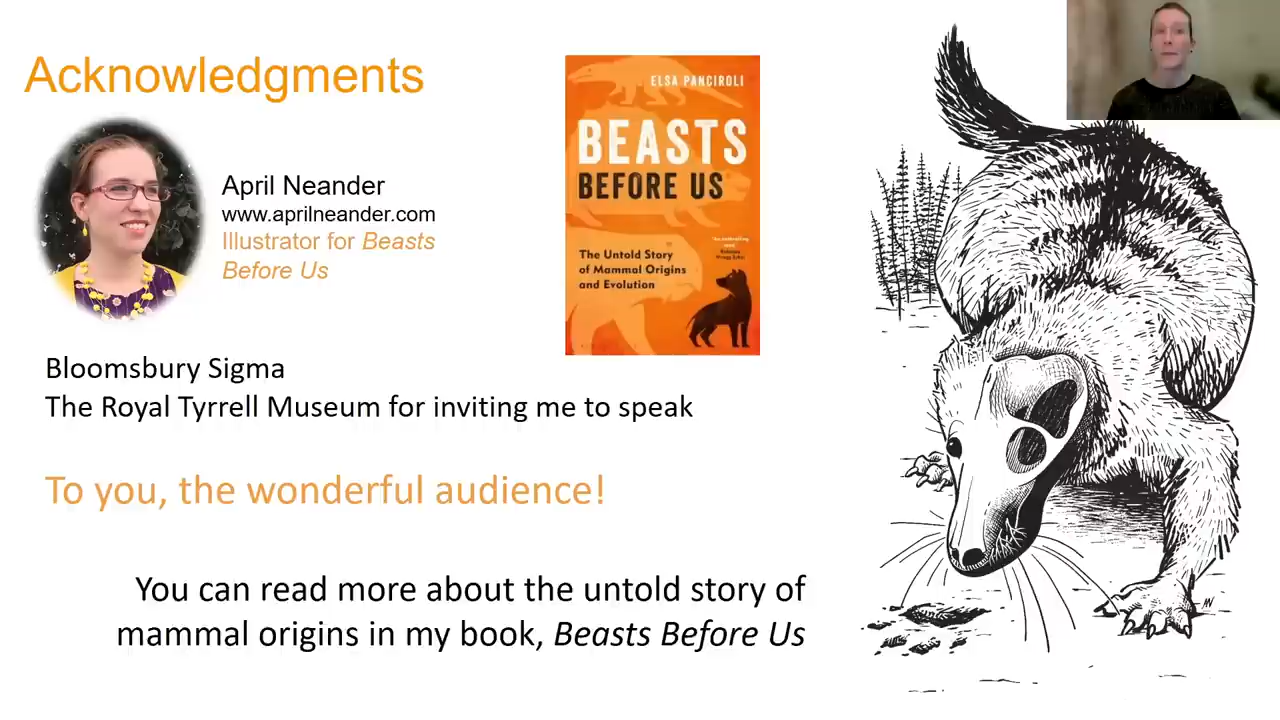 Acknowledgments
April Neander
www.aprilneander.com
Illustrator for Beasts
Before Us
ELSA PANCIROLI
BEASTS
BEFORE US
The Untold Story
of Mammal Origins
and Evolution
Bloomsbury Sigma
The Royal Tyrrell Museum for inviting me to speak
To you, the wonderful audience!
You can read more about the untold story of
mammal origins in my book, Beasts Before Us